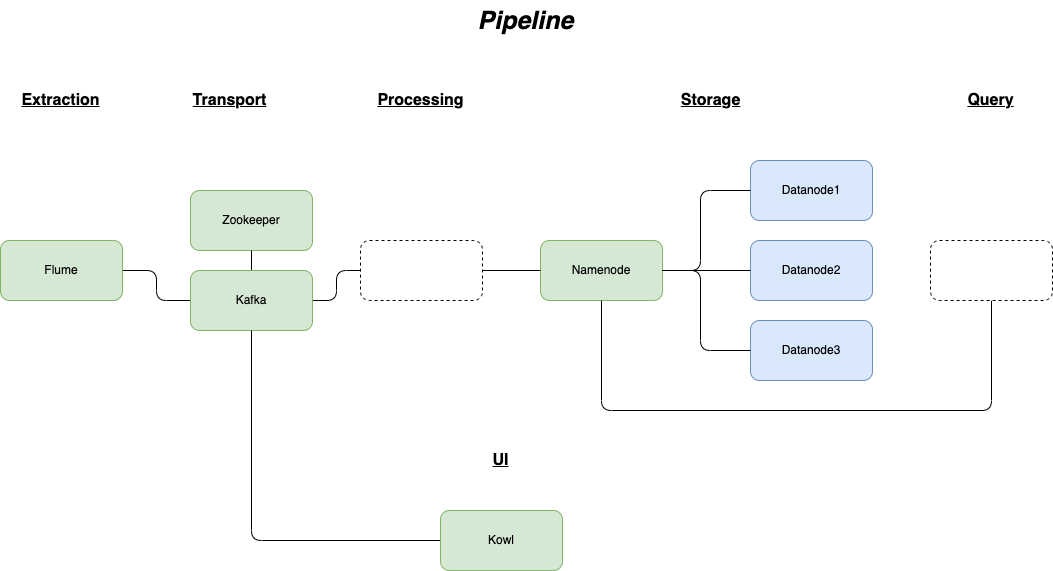 Pipeline
Extraction
Transport
Processing
Storage
Query
Datanode1
Zookeeper
Flume
Namenode
Datanode2
Kafka
Datanode3
UI
Kowl